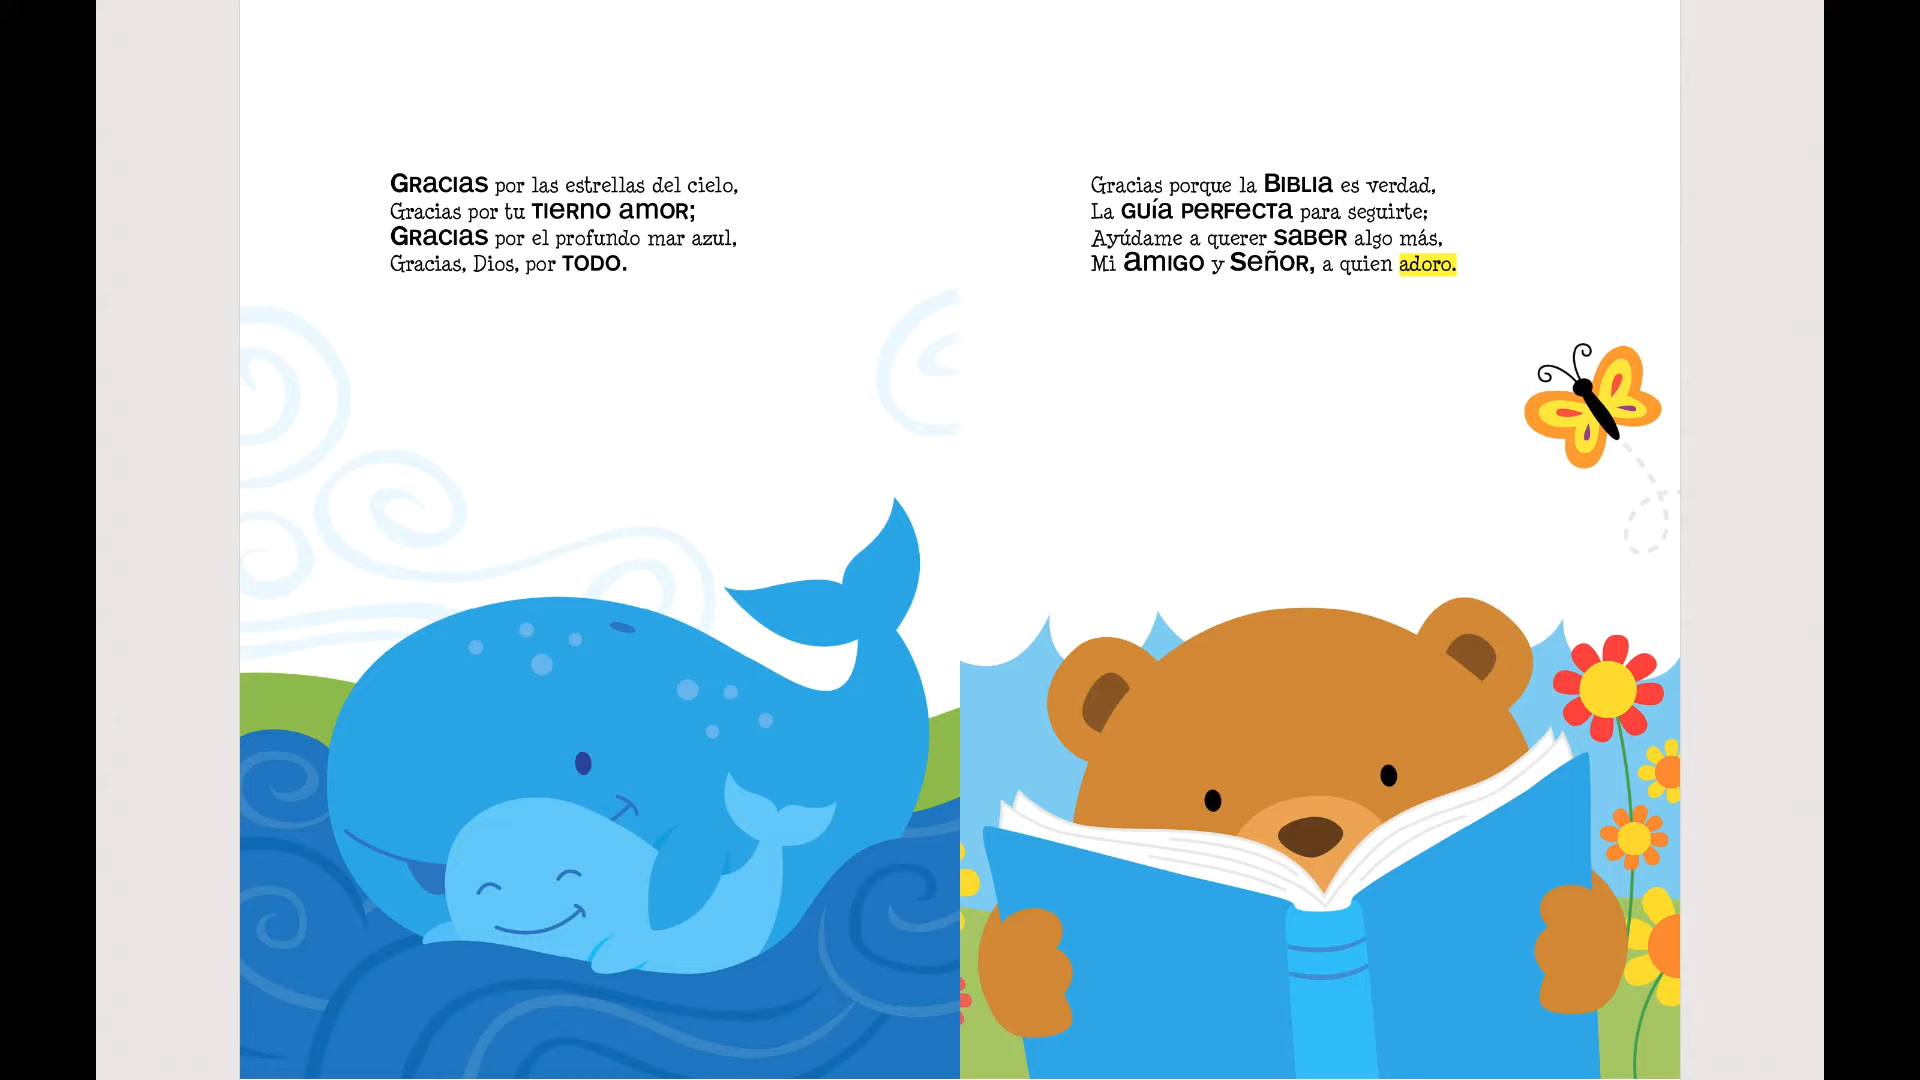 Gracias por las estrellas del cielo,
Gracias por tu tierno amor;
Gracias por el profundo mar azul,
Gracias, Dios, por todo.
Gracias porque la Biblia es verdad,
La guía perfecta para seguirte;
Ayúdame a querer saber algo más,
Mi amigo y Señor, a quien adoro.